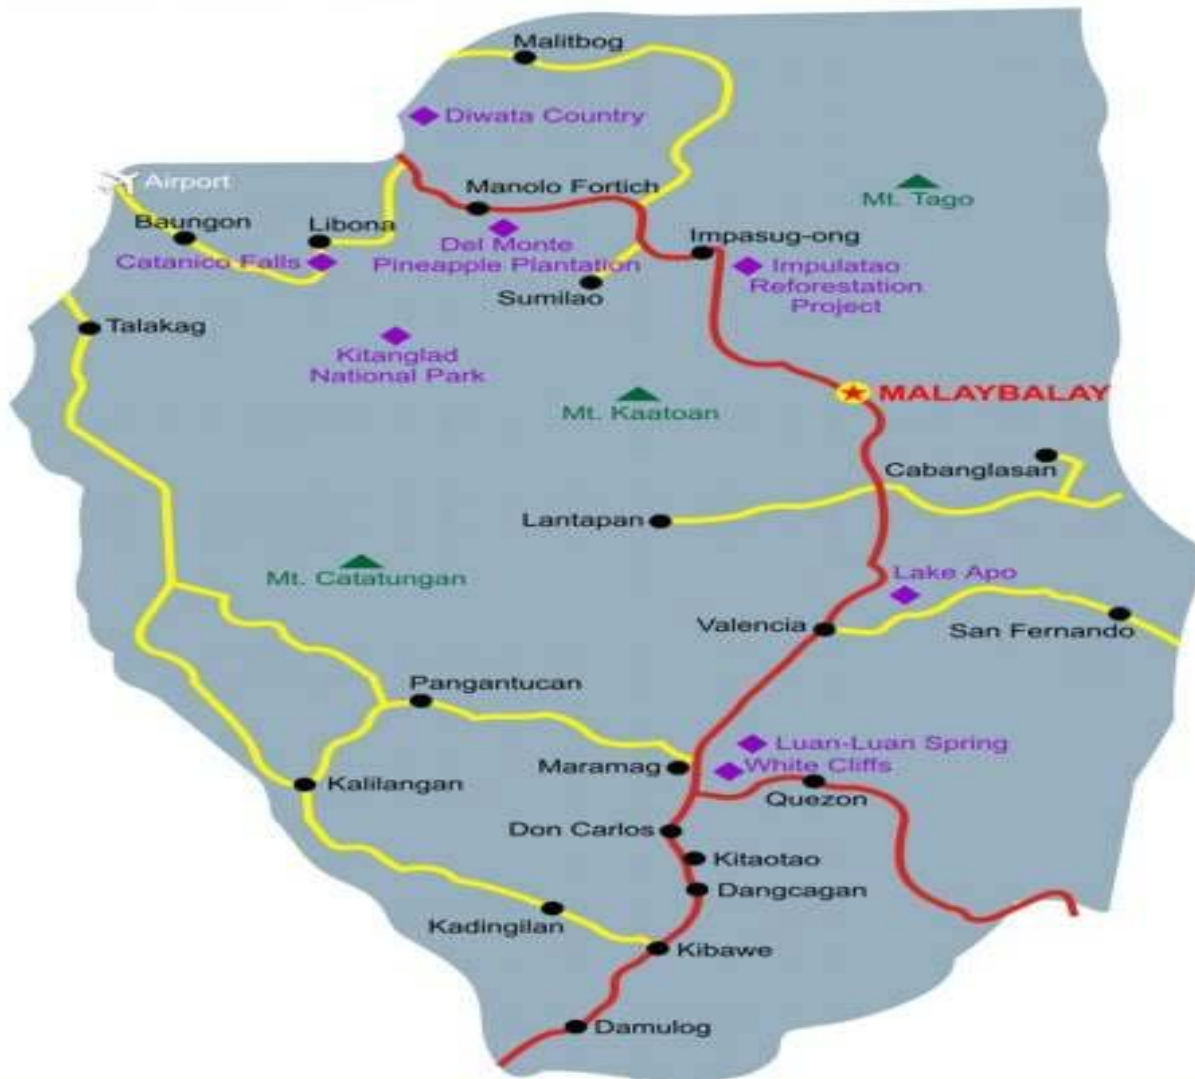 Malitbog
Diwata Country
Airport
Manolo Fortich
Mt. Tago
Baungon
Libona
Del Monte
Pineapple Plantation
Impasug-ong
Catanico Falls
Impulatao
Reforestation
Project
Sumilao
Talakag
Kitanglad
National Park
MALAYBALAY
Mt. Kaatoan
Cabanglasan
Lantapan
Mt. Catatungan
Lake Apo
Valencia
San Fernando
Pangantucan
Luan-Luan Spring
Maramag
White Cliffs
Kalilangan
Quezon
Don Carlos
Kitaotao
Dangcagan
Kadingilan
Kibawe
Damulog